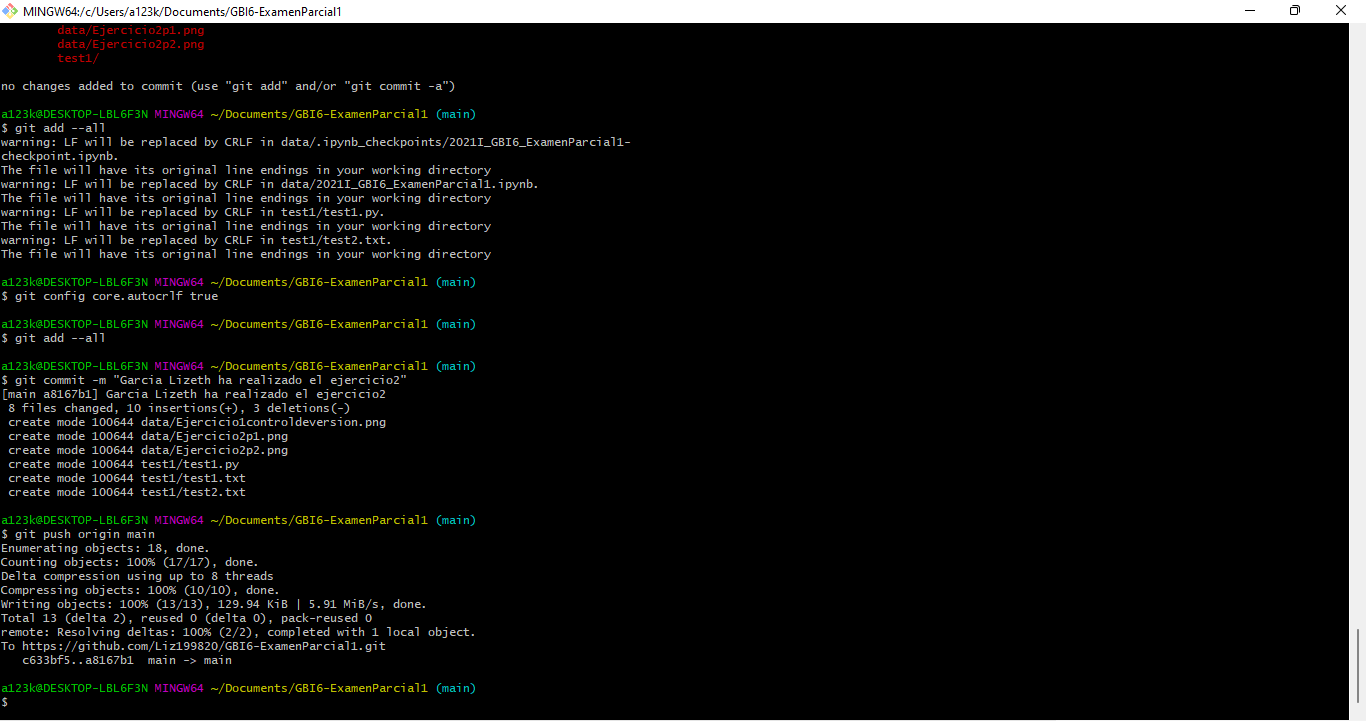 MINGW64:/c/Users/a123k/Documents/GBI6-ExamenParcial1
data/Ejercicio2p1.png
data/Ejercicio2p2.png
test1/
no changes added to commit (use "git add" and/or "git commit -a")
a123k@DESKTOP-LBL6F3N MINGW64 ~/Documents/GBI6-ExamenParcial1 (main)
$ git add --all
warning: LF will be replaced by CRLF in data/.ipynb_checkpoints/2021I_GBI6_ExamenParcial1-
checkpoint.ipynb.
The file will have its original line endings in your working directory
warning: LF will be replaced by CRLF in data/2021I_GBI6_ExamenParcial1.ipynb.
The file will have its original line endings in your working directory
warning: LF will be replaced by CRLF in test1/test1.py.
The file will have its original line endings in your working directory
warning: LF will be replaced by CRLF in test1/test2.txt.
The file will have its original line endings in your working directory
a123k@DESKTOP-LBL6F3N MINGW64 ~/Documents/GBI6-ExamenParcial1 (main)
$ git config core.autocrlf true
a123k@DESKTOP-LBL6F3N MINGW64 ~/Documents/GBI6-ExamenParcial1 (main)
$ git add --all
a123k@DESKTOP-LBL6F3N MINGW64 ~/Documents/GBI6-ExamenParcial1 (main)
$ git commit -m "Garcia Lizeth ha realizado el ejercicio2"
[main a8167b1] Garcia Lizeth ha realizado el ejercicio2
8 files changed, 10 insertions(+), 3 deletions(-)
create mode 100644 data/Ejercicio1controldeversion.png
create mode 100644 data/Ejercicio2p1.png
create mode 100644 data/Ejercicio2p2.png
create mode 100644 test1/test1.py
create mode 100644 test1/test1.txt
create mode 100644 test1/test2.txt
a123k@DESKTOP-LBL6F3N MINGW64 ~/Documents/GBI6-ExamenParcial1 (main)
$ git push origin main
Enumerating objects: 18, done.
Counting objects: 100% (17/17), done.
Delta compression using up to 8 threads
Compressing objects: 100% (10/10), done.
Writing objects: 100% (13/13), 129.94 KiB | 5.91 MiB/s, done.
Total 13 (delta 2), reused 0 (delta 0), pack-reused 0
remote: Resolving deltas: 100% (2/2), completed with 1 local object.
To https://github.com/Liz199820/GBI6-ExamenParcial1.git
c633bf5..a8167b1  main -> main
a123k@DESKTOP-LBL6F3N MINGW64 ~/Documents/GBI6-ExamenParcial1 (main)
$